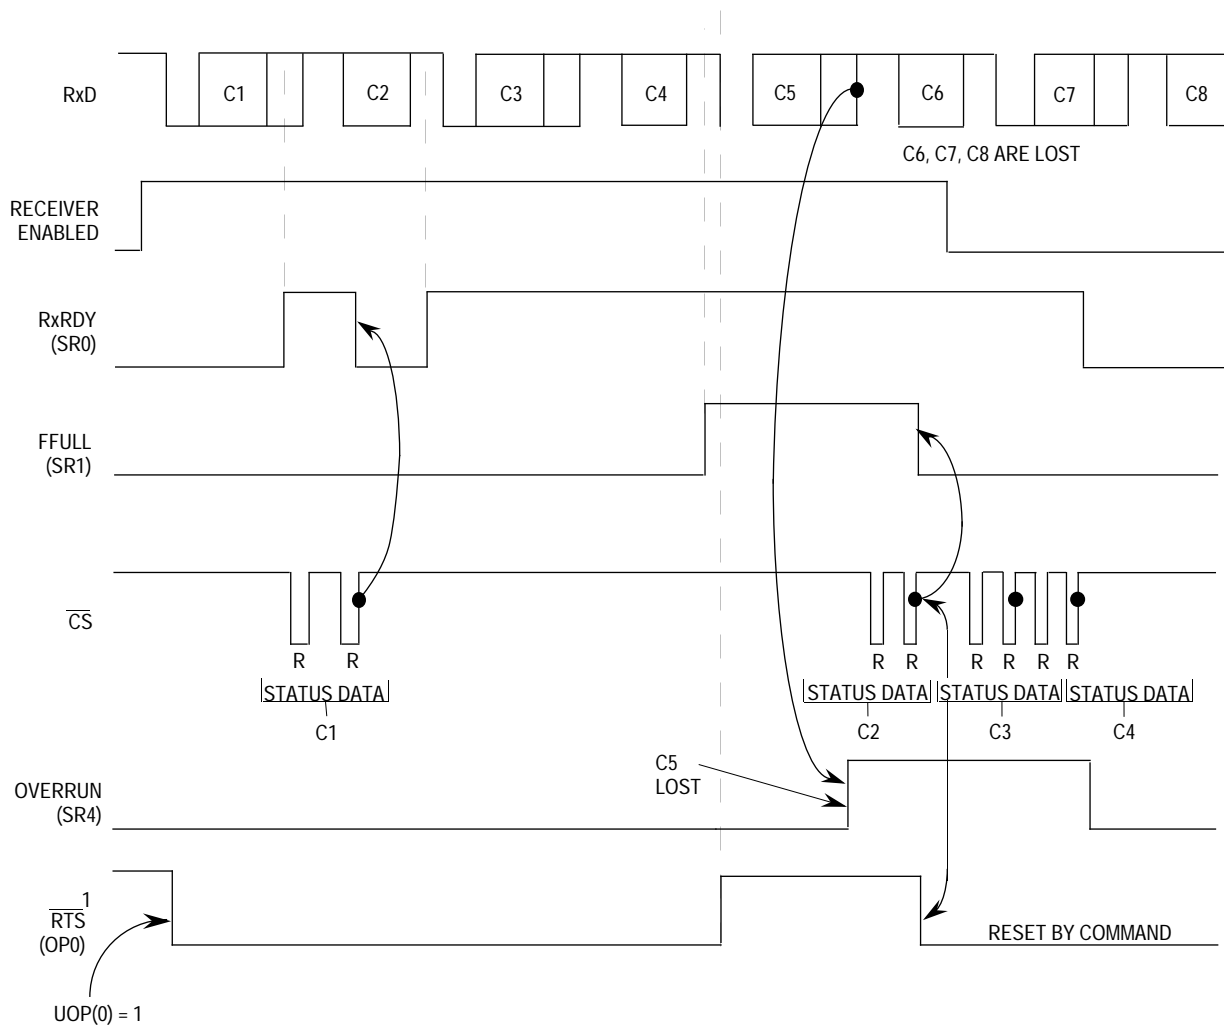 RxD
C1
C2
C3
C4
C5
C6
C7
C8
C6, C7, C8 ARE LOST
RECEIVER
ENABLED
RxRDY
(SR0)
FFULL
(SR1)
CS
R
R
R
R
R
R
R
R
STATUS DATA
STATUS DATA
STATUS DATA
STATUS DATA
C1
C2
C3
C4
C5
LOST
OVERRUN
(SR4)
RTS1
(OP0)
RESET BY COMMAND
UOP(0) = 1